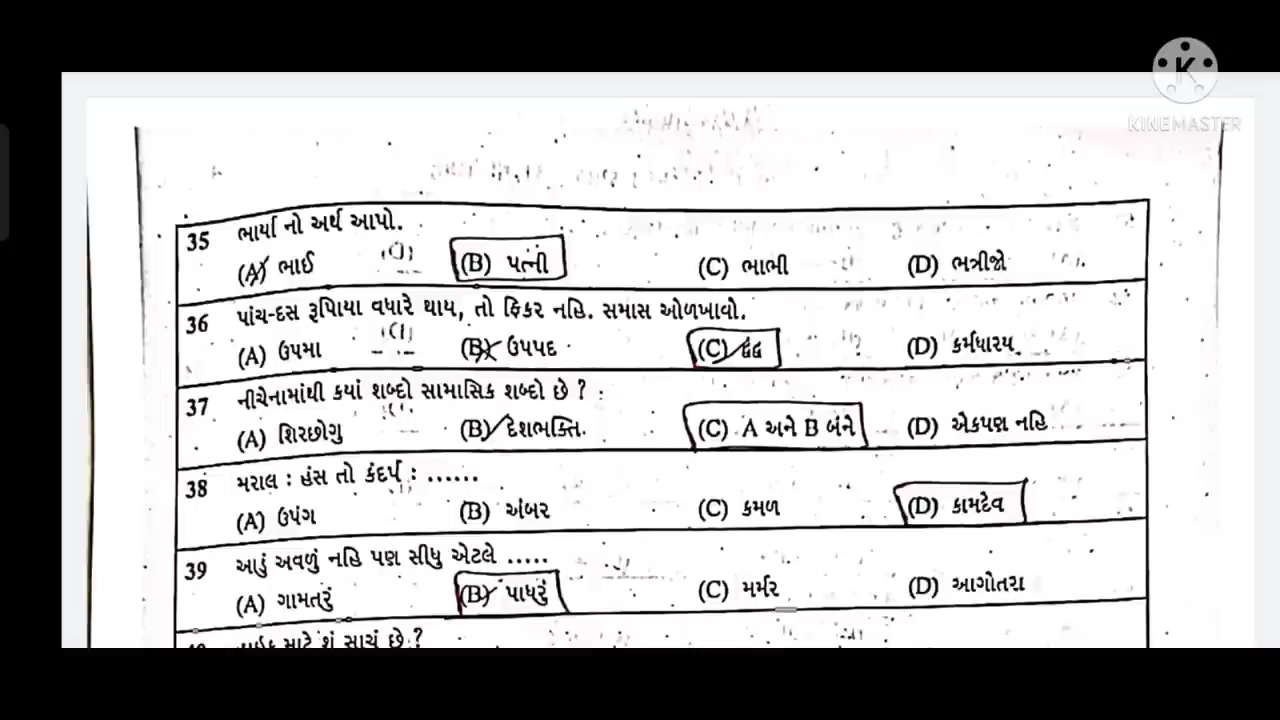 KINEMASTER
35 ભાર્યા નો અર્થ આપો.
(A) ભાઈ (B) પત્ની (C) ભાભી (D) ભત્રીજો
36 પાંચ-દસ રૂપિાયા વધારે થાય, તો ફિકર નહિ. સમાસ ઓળખાવો.
(A) ઉપમા (B) ઉપપદ (C) દ્વંદ્વ (D) કર્મધારય
37 નીચેનામાંથી કયાં શબ્દો સામાસિક શબ્દો છે ? :
(A) શિરછોગુ (B) દેશભક્તિ (C) A અને B બંને (D) એકપણ નહિ
38 મરાલ : હંસ તો કંદર્પ : ......
(A) ઉપંગ (B) અંબર (C) કમળ (D) કામદેવ
39 આડું અવળું નહિ પણ સીધુ એટલે .....
(A) ગામતરું (B) પાધરું (C) મર્મર (D) આગોતરા
માટે શું સાચું છે ?